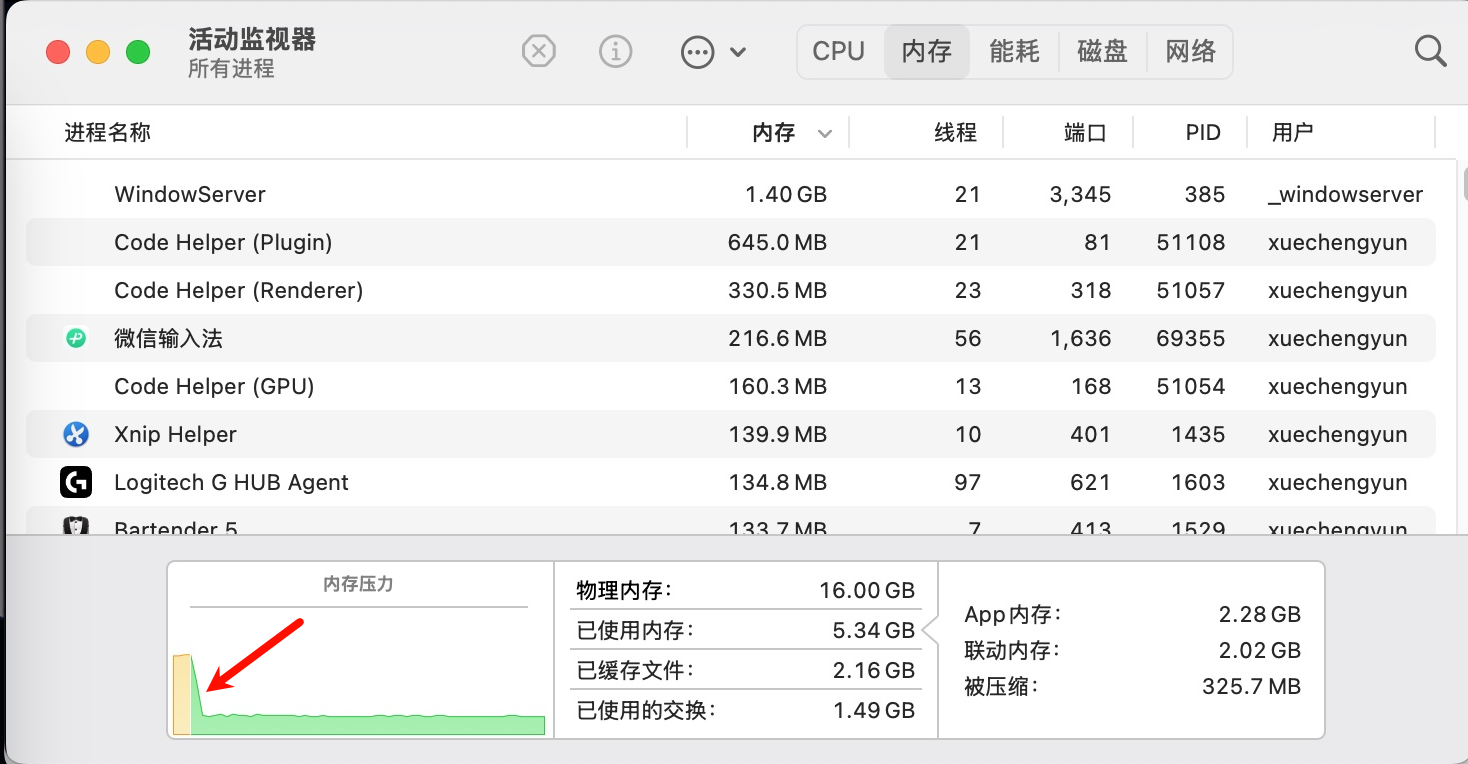 活动监视器
所有进程
CPU 内存 能耗 磁盘 网络
进程名称 内存 线程 端口 PID 用户
WindowServer 1.40 GB 21 3,345 385 _windowserver
Code Helper (Plugin) 645.0 MB 21 81 51108 xuechengyun
Code Helper (Renderer) 330.5 MB 23 318 51057 xuechengyun
微信输入法 216.6 MB 56 1,636 69355 xuechengyun
Code Helper (GPU) 160.3 MB 13 168 51054 xuechengyun
Xnip Helper 139.9 MB 10 401 1435 xuechengyun
Logitech G HUB Agent 134.8 MB 97 621 1603 xuechengyun
Bartender 5 133.7 MB 7 413 1529 xuechengyun
内存压力
物理内存: 16.00 GB
已使用内存: 5.34 GB
已缓存文件: 2.16 GB
已使用的交换: 1.49 GB
App 内存: 2.28 GB
联动内存: 2.02 GB
被压缩: 325.7 MB